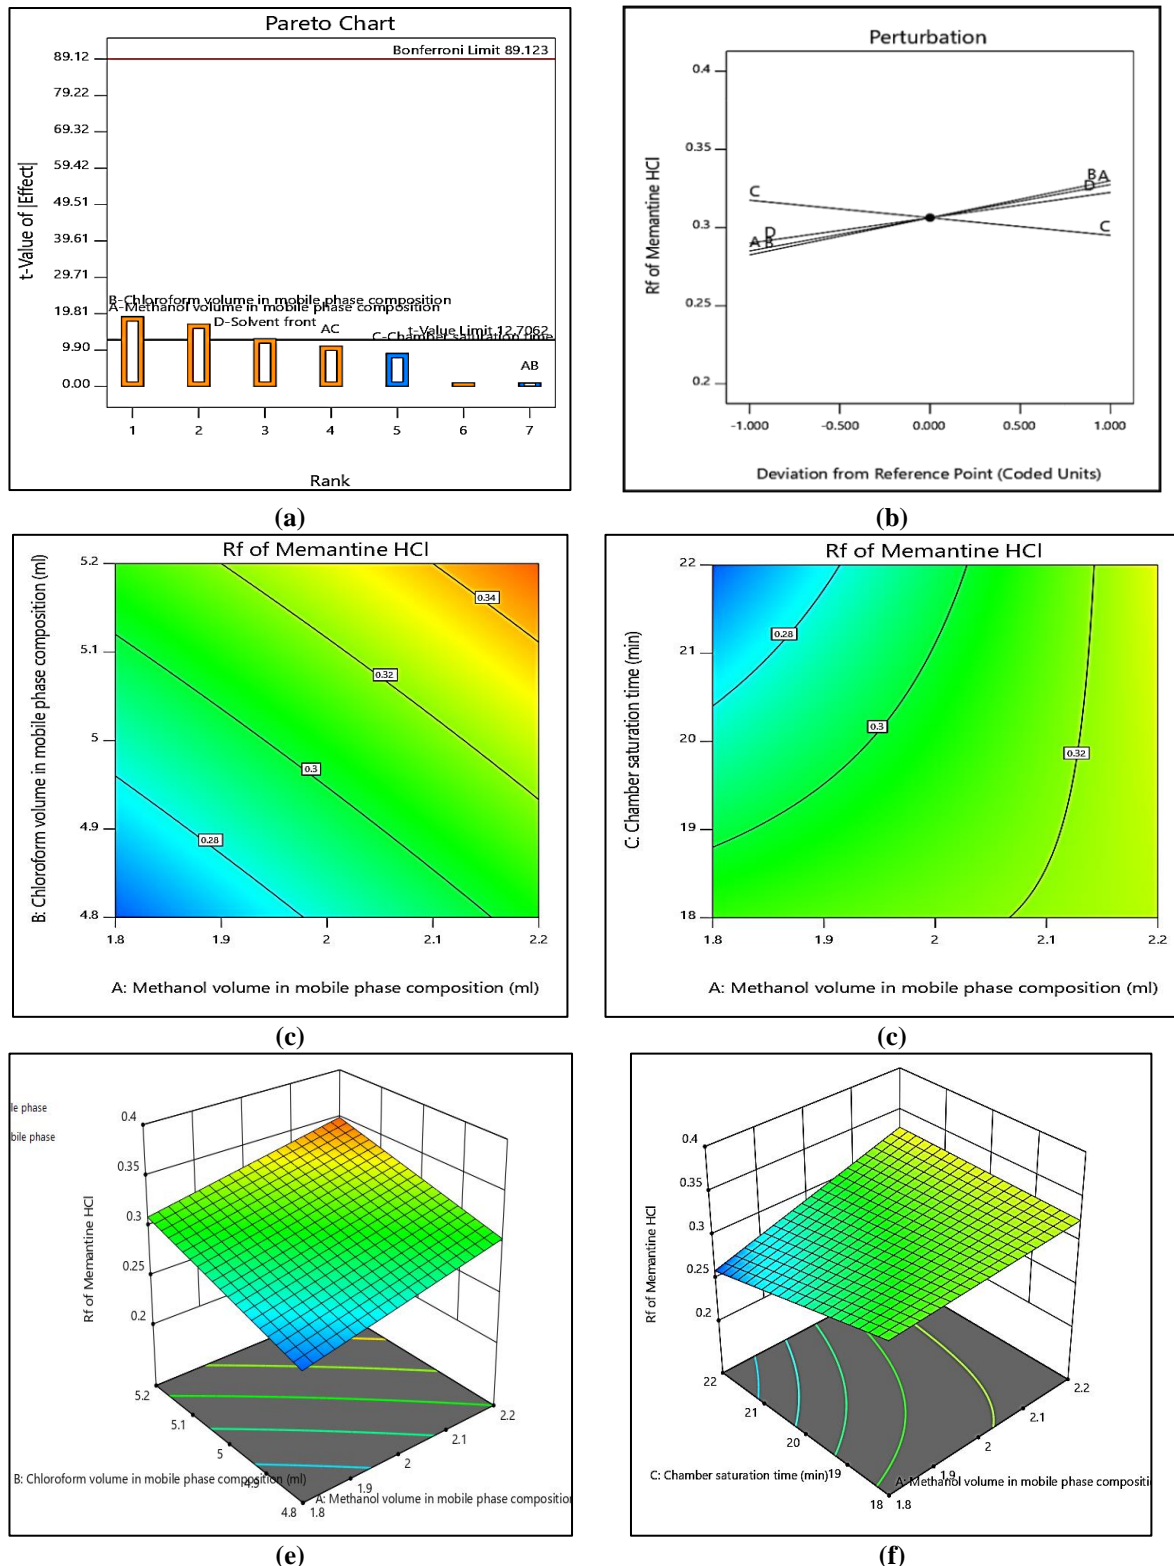 Pareto Chart
Bonferroni Limit 89.123
89.12
79.22
69.32
59.42
49.51
39.61
29.71
19.81
9.90
0.00
t-Value of |Effect|
B-Chloroform volume in mobile phase composition
A-Methanol volume in mobile phase composition
D-Solvent front
AC
t-Value Limit 12.7062
C-Chamber saturation time
AB
1 2 3 4 5 6 7
Rank
(a)
Perturbation
0.4
0.35
0.3
0.25
0.2
Rf of Memantine HCl
C
D
A B
B A
D
C
-1.000 -0.500 0.000 0.500 1.000
Deviation from Reference Point (Coded Units)
(b)
Rf of Memantine HCl
5.2
5.1
5
4.9
4.8
B: Chloroform volume in mobile phase composition (ml)
0.34
0.32
0.3
0.28
1.8 1.9 2 2.1 2.2
A: Methanol volume in mobile phase composition (ml)
(c)
Rf of Memantine HCl
22
21
20
19
18
C: Chamber saturation time (min)
0.28
0.3
0.32
1.8 1.9 2 2.1 2.2
A: Methanol volume in mobile phase composition (ml)
(c)
le phase
bile phase
0.4
0.35
0.3
0.25
0.2
Rf of Memantine HCl
5.2
5.1
5
4.9
4.8
1.8
1.9
2
2.1
2.2
B: Chloroform volume in mobile phase composition (ml)
A: Methanol volume in mobile phase composition
(e)
0.4
0.35
0.3
0.25
0.2
Rf of Memantine HCl
22
21
20
19
18
1.8
1.9
2
2.1
2.2
C: Chamber saturation time (min)
A: Methanol volume in mobile phase compositi
(f)